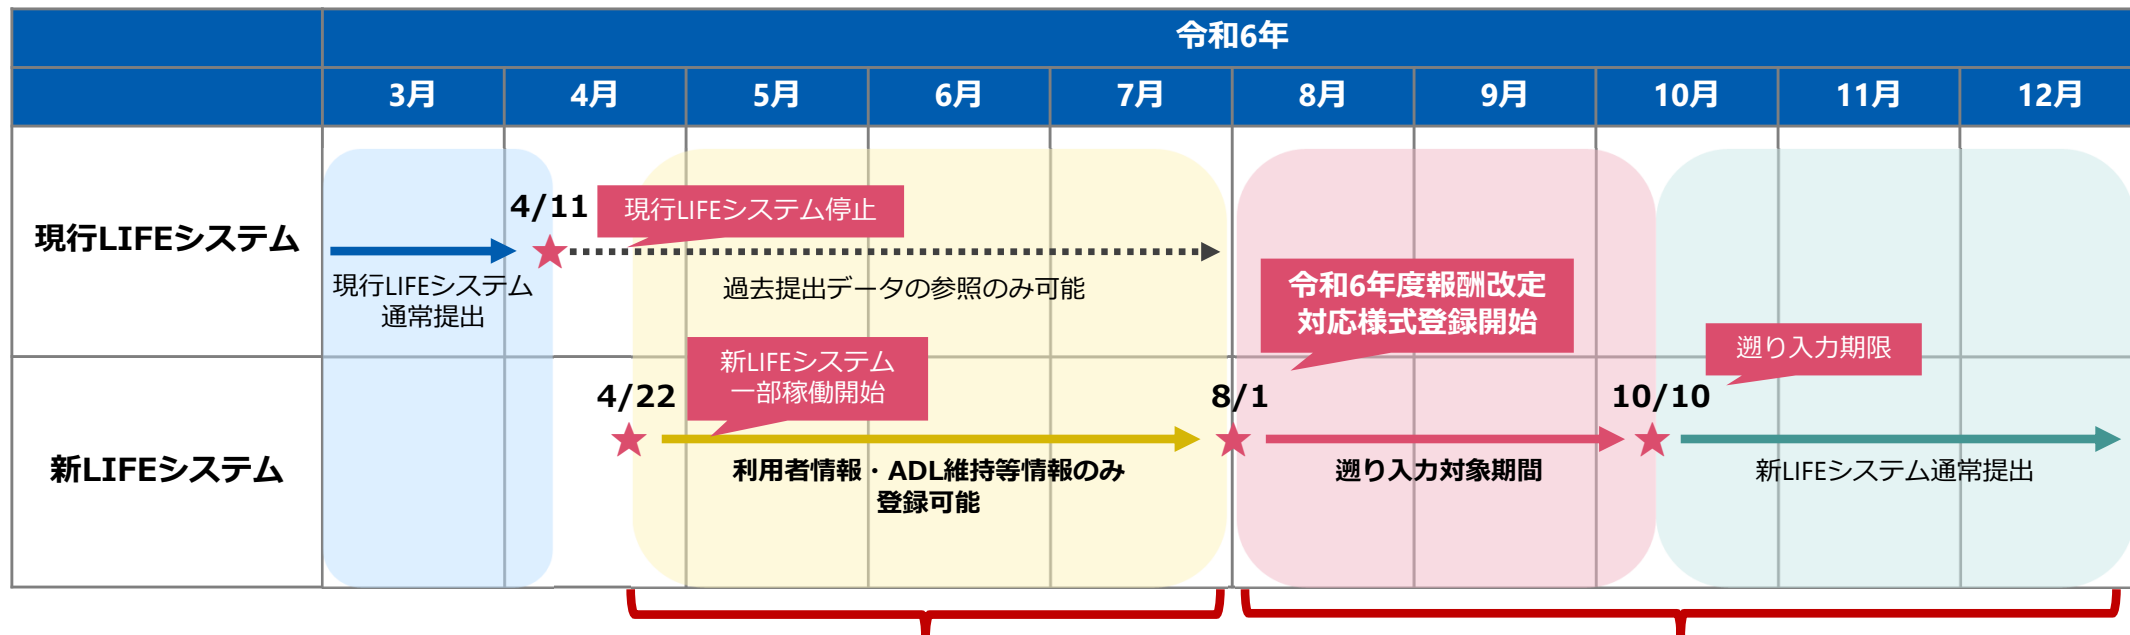 令和6年
3月 4月 5月 6月 7月 8月 9月 10月 11月 12月
現行LIFEシステム
4/11
現行LIFEシステム停止
現行LIFEシステム
通常提出
過去提出データの参照のみ可能
令和6年度報酬改定
対応様式登録開始
新LIFEシステム
4/22
新LIFEシステム
一部稼働開始
8/1
10/10
遡り入力期限
利用者情報・ADL維持等情報のみ
登録可能
遡り入力対象期間
新LIFEシステム通常提出